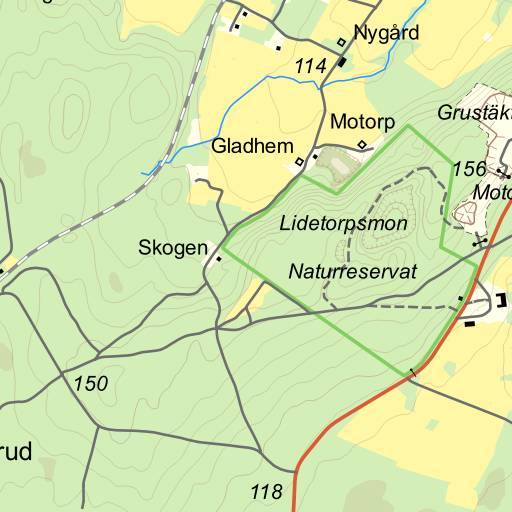 Nygård
114
Motorp
Grustäk
Gladhem
156
Moto
Lidetorpsmon
Skogen
Naturreservat
150
rud
118